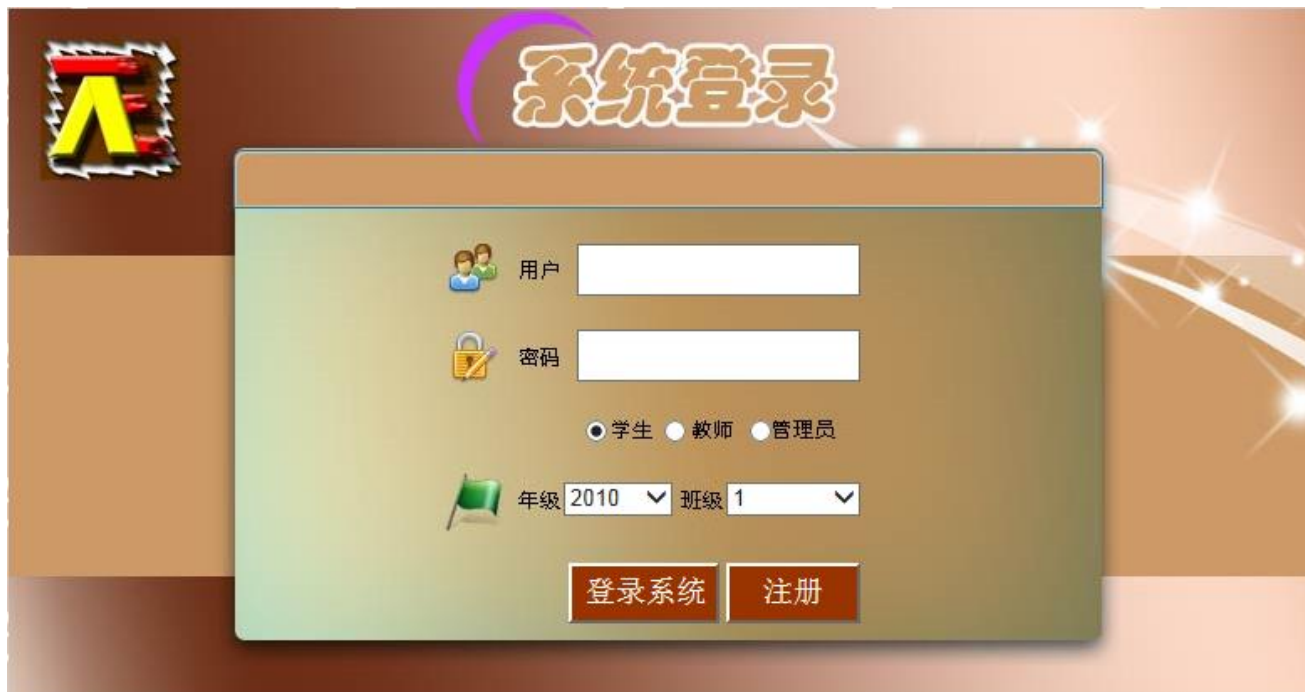 系统登录
用户
密码
学生 教师 管理员
年级 2010 班级 1
登录系统 注册